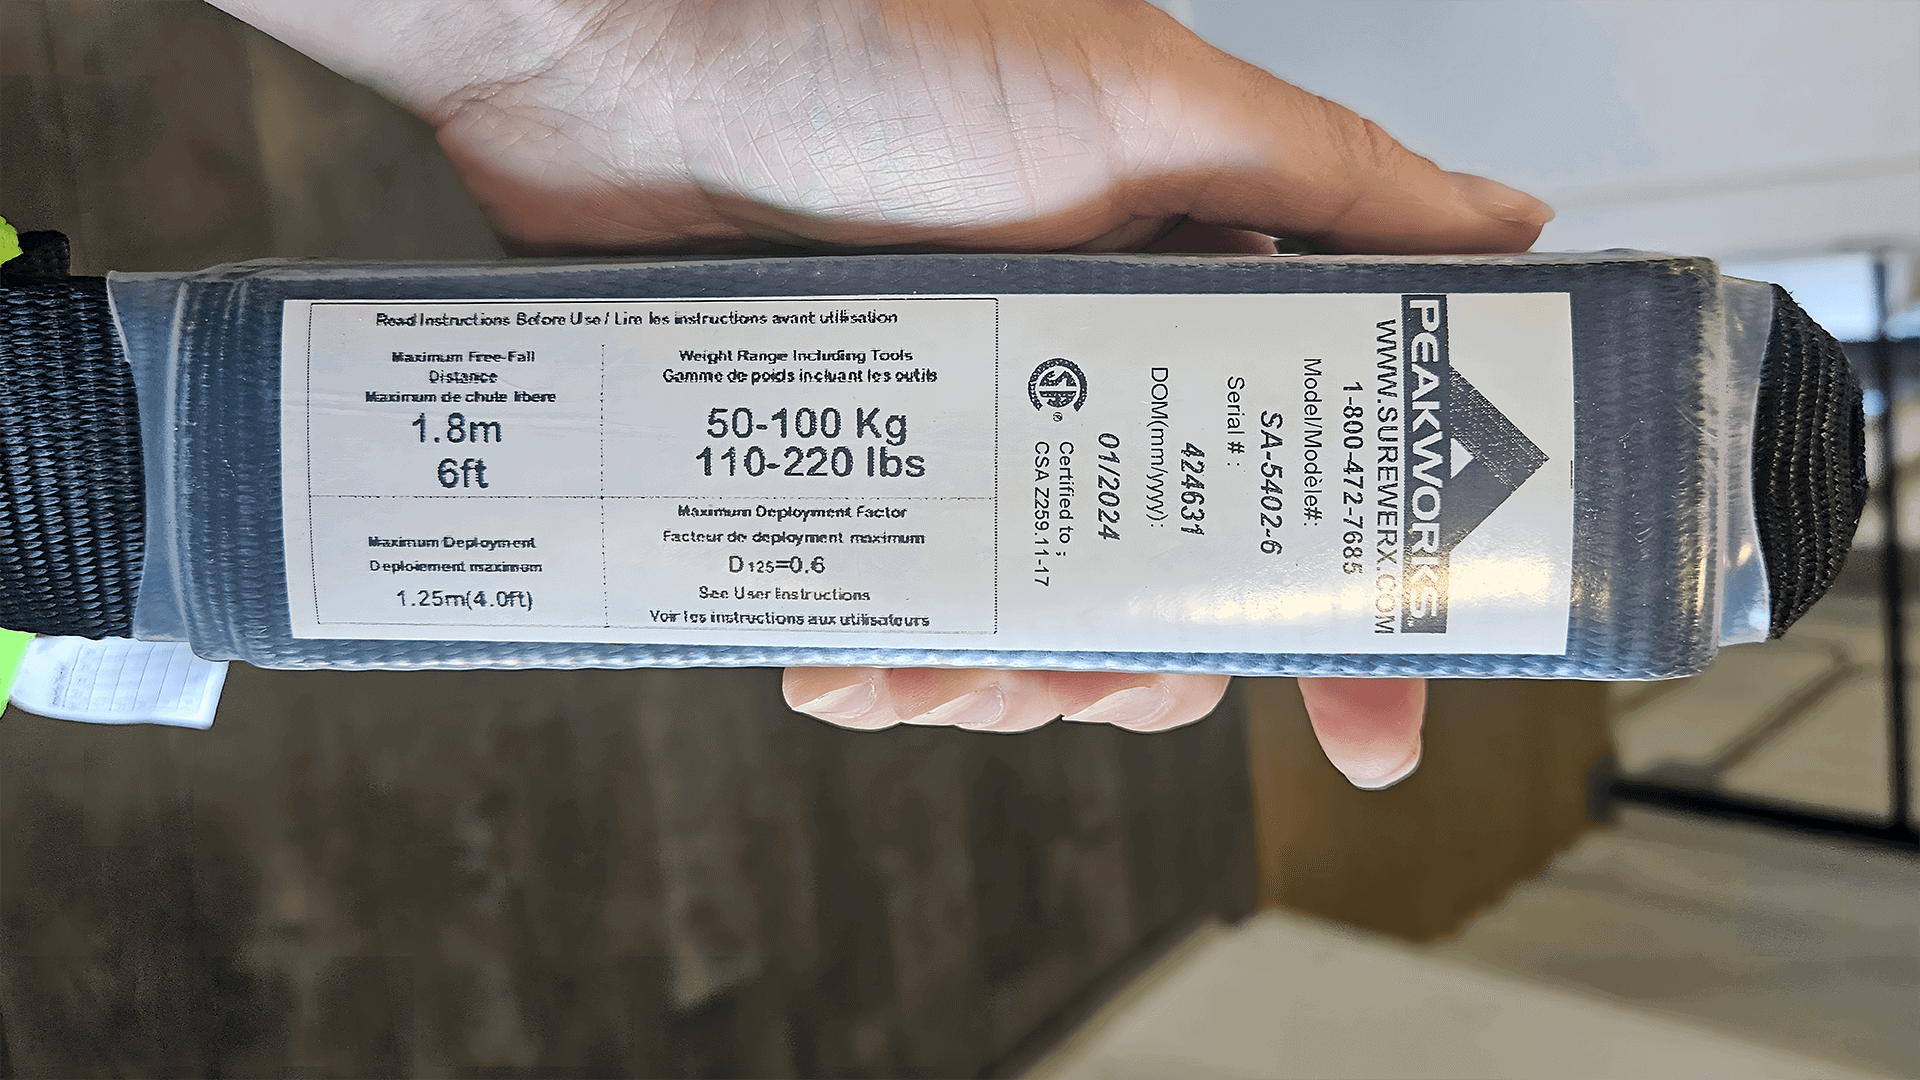 Read Instructions Before Use / Lire les instructions avant utilisation
Maximum Free-Fall
Distance
Maximum de chute libere
1.8m
6ft
Weight Range Including Tools
Gamme de poids incluant les outils
50-100 Kg
110-220 lbs
Maximum Deployment
Deploiement maximum
1.25m(4.0ft)
Maximum Deployment Factor
Facteur de deployment maximum
D125=0.6
See User Instructions
Voir les instructions aux utilisateurs
PEAKWORKS
WWW.SUREWERX.COM
1-800-472-7685
Model/Modèle#:
SA-5402-6
Serial # :
424631
DOM(mm/yyyy):
01/2024
SA ®
Certified to ;
CSA Z259.11-17